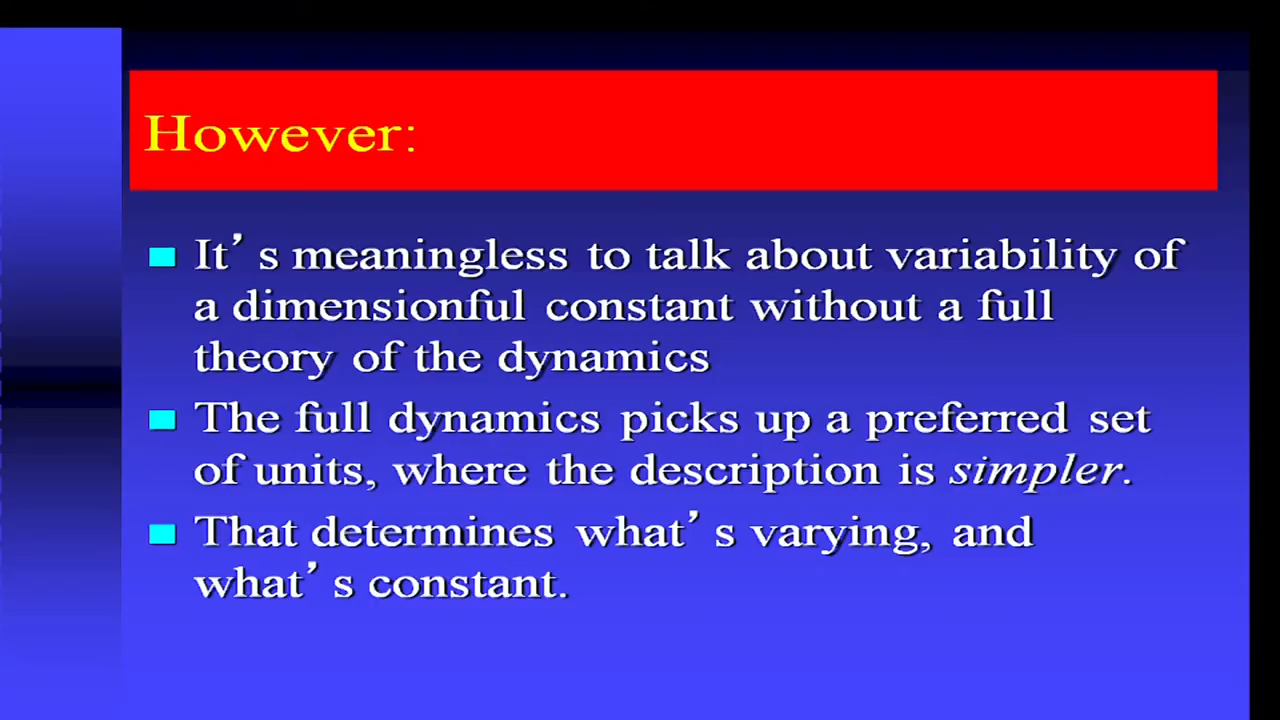 However:
It’s meaningless to talk about variability of
a dimensionful constant without a full
theory of the dynamics
The full dynamics picks up a preferred set
of units, where the description is simpler.
That determines what’s varying, and
what’s constant.